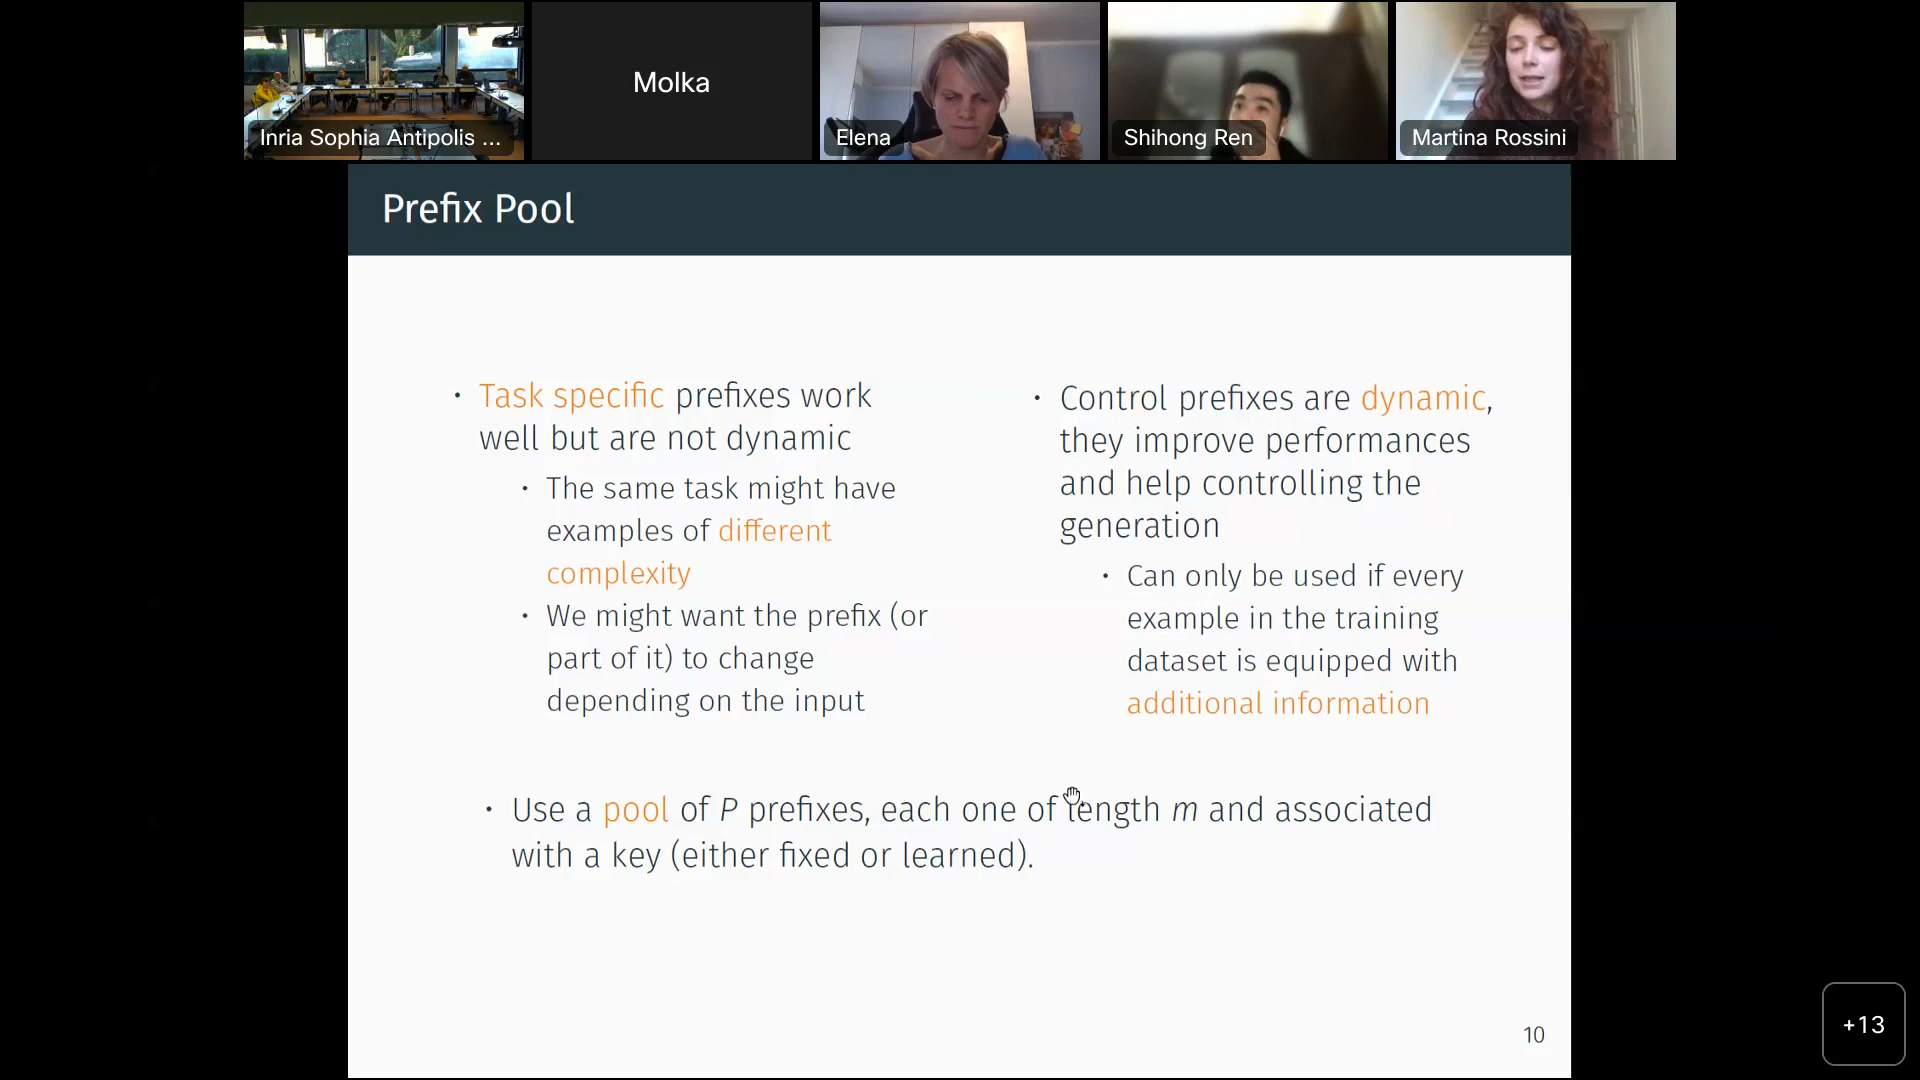 Inria Sophia Antipolis ...
Molka
Elena
Shihong Ren
Martina Rossini
Prefix Pool
• Task specific prefixes work
well but are not dynamic
• The same task might have
examples of different
complexity
• We might want the prefix (or
part of it) to change
depending on the input
• Control prefixes are dynamic,
they improve performances
and help controlling the
generation
• Can only be used if every
example in the training
dataset is equipped with
additional information
• Use a pool of P prefixes, each one of length m and associated
with a key (either fixed or learned).
10
+13